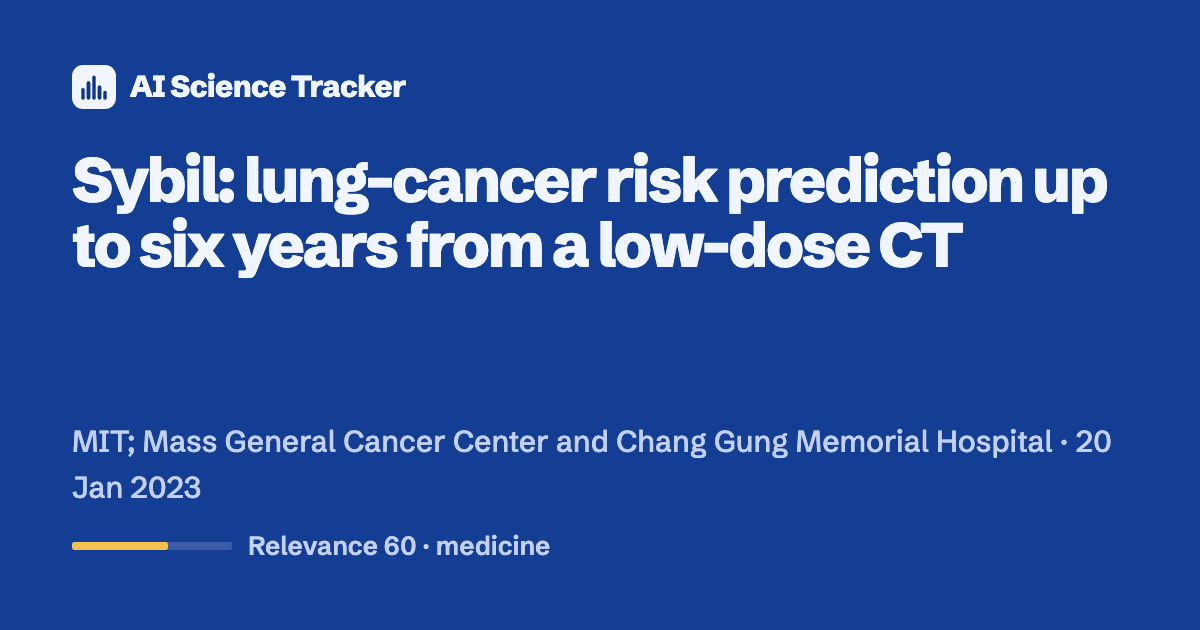 AI Science Tracker
Sybil: lung-cancer risk prediction up
to six years from a low-dose CT
MIT; Mass General Cancer Center and Chang Gung Memorial Hospital · 20
Jan 2023
Relevance 60 · medicine